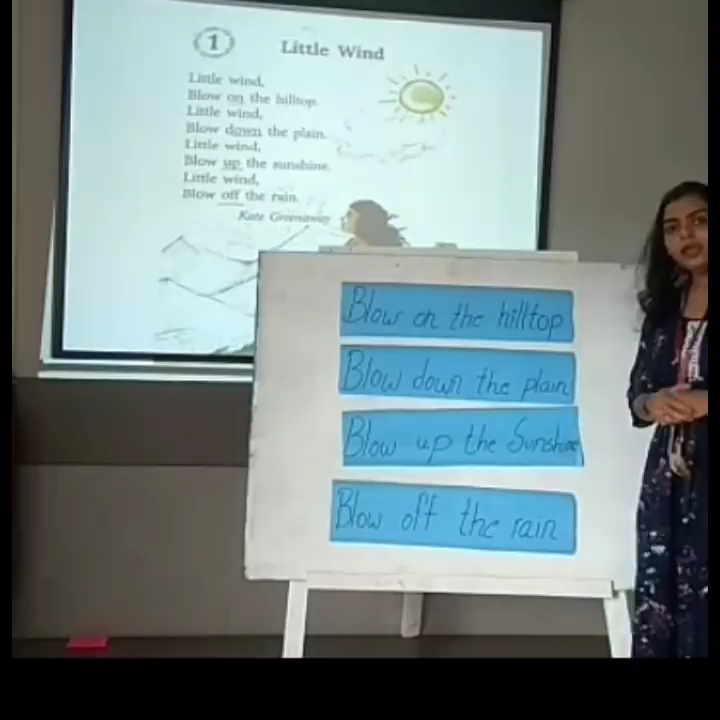 1
Little Wind
Little wind,
Blow on the hilltop.
Little wind,
Blow down the plain.
Little wind,
Blow up the sunshine.
Little wind,
Blow off the rain.
Kate Greenaway
Blow on the hilltop
Blow down the plain
Blow up the Sunshine
Blow off the rain